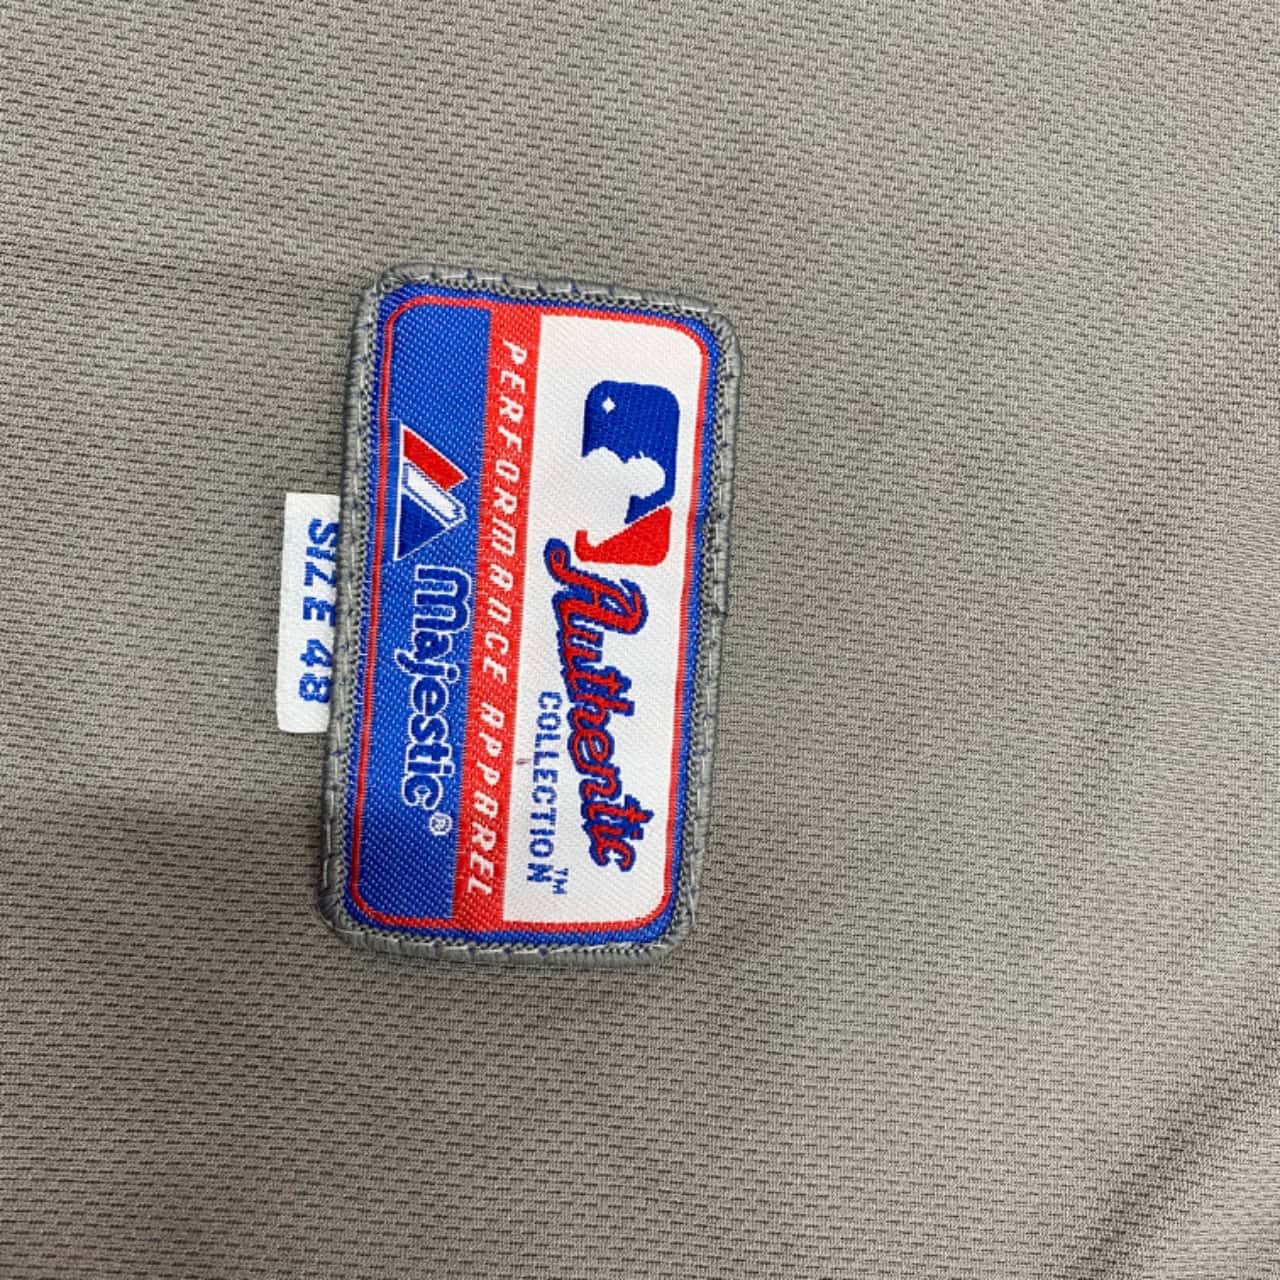 Authentic
COLLECTION™
PERFORMANCE APPAREL
Majestic®
SIZE 48